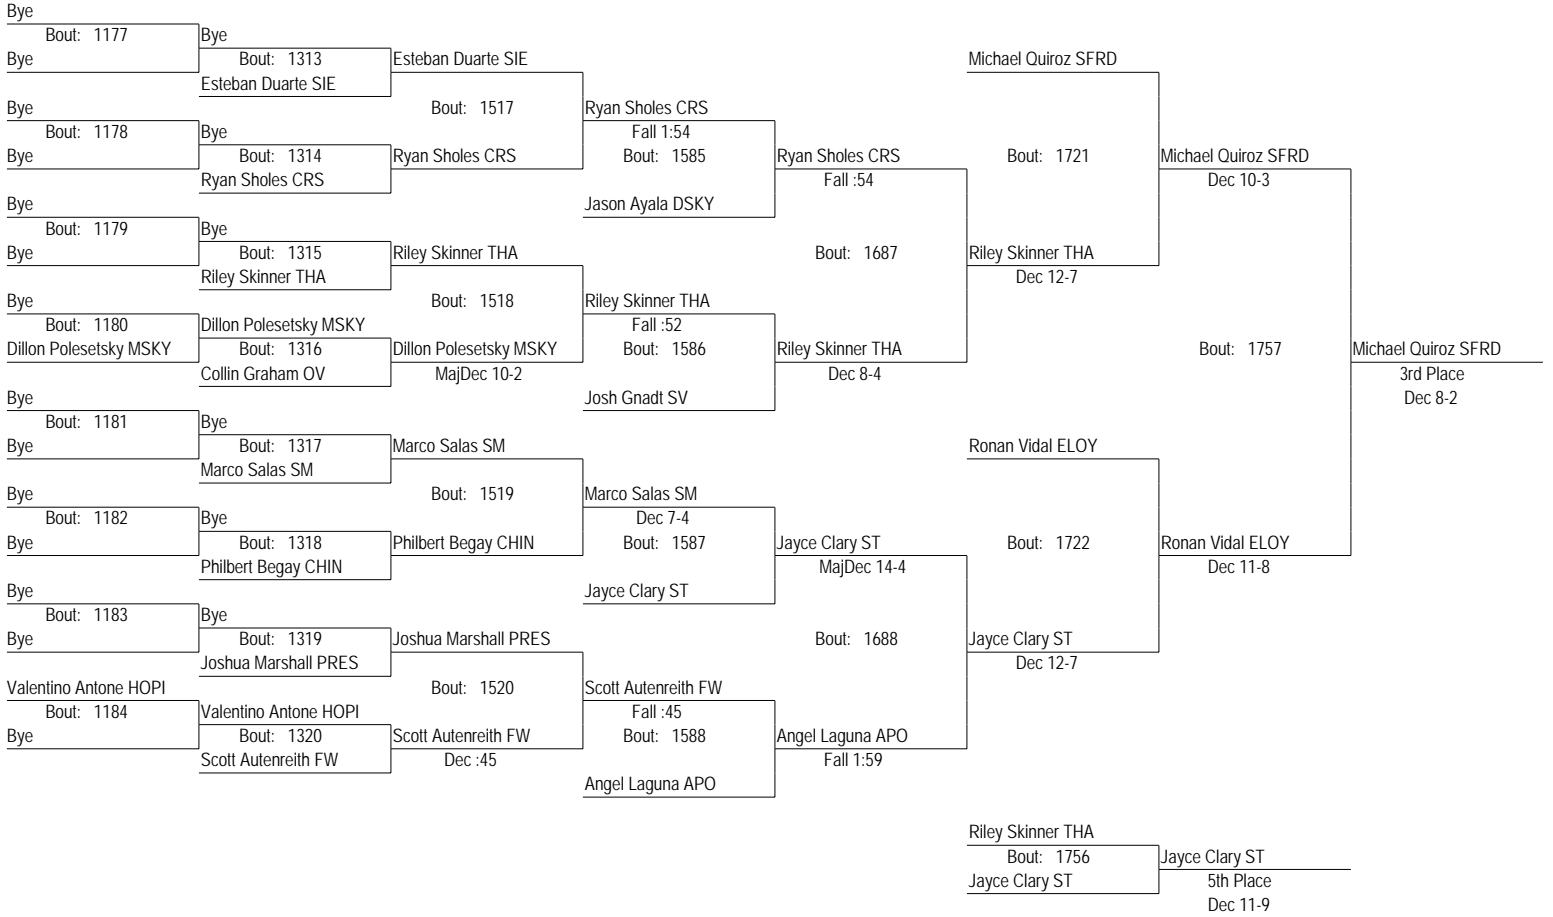 Bye
Bout: 1177 Bye
Bye Bout: 1313 Esteban Duarte SIE Michael Quiroz SFRD
Esteban Duarte SIE
Bye Bout: 1517 Ryan Sholes CRS
Bout: 1178 Bye Fall 1:54
Bye Bout: 1314 Ryan Sholes CRS Bout: 1585 Ryan Sholes CRS Bout: 1721 Michael Quiroz SFRD
Ryan Sholes CRS Fall :54 Dec 10-3
Bye Jason Ayala DSKY
Bout: 1179 Bye
Bye Bout: 1315 Riley Skinner THA Bout: 1687 Riley Skinner THA
Riley Skinner THA Dec 12-7
Bye Bout: 1518 Riley Skinner THA
Bout: 1180 Dillon Polesetsky MSKY Fall :52
Dillon Polesetsky MSKY Bout: 1316 Dillon Polesetsky MSKY Bout: 1586 Riley Skinner THA Bout: 1757 Michael Quiroz SFRD
Collin Graham OV MajDec 10-2 Dec 8-4 3rd Place
Bye Josh Gnadt SV Dec 8-2
Bout: 1181 Bye
Bye Bout: 1317 Marco Salas SM Ronan Vidal ELOY
Marco Salas SM
Bye Bout: 1519 Marco Salas SM
Bout: 1182 Bye Dec 7-4
Bye Bout: 1318 Philbert Begay CHIN Bout: 1587 Jayce Clary ST Bout: 1722 Ronan Vidal ELOY
Philbert Begay CHIN MajDec 14-4 Dec 11-8
Bye Jayce Clary ST
Bout: 1183 Bye
Bye Bout: 1319 Joshua Marshall PRES Bout: 1688 Jayce Clary ST
Joshua Marshall PRES Dec 12-7
Valentino Antone HOPI Bout: 1520 Scott Autenreith FW
Bout: 1184 Valentino Antone HOPI Fall :45
Bye Bout: 1320 Scott Autenreith FW Bout: 1588 Angel Laguna APO
Scott Autenreith FW Dec :45 Fall 1:59
Angel Laguna APO
Riley Skinner THA
Bout: 1756 Jayce Clary ST
Jayce Clary ST 5th Place
Dec 11-9